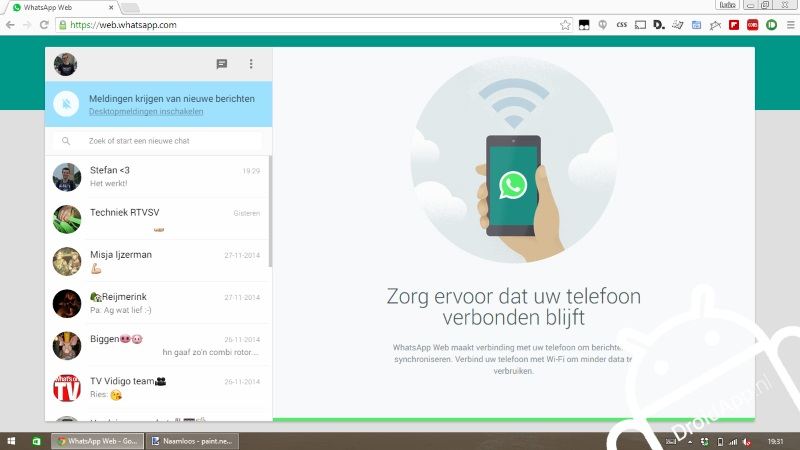 WhatsApp Web
https://web.whatsapp.com
css
Meldingen krijgen van nieuwe berichten
Desktopmeldingen inschakelen
Zoek of start een nieuwe chat
Stefan <3
19:29
Het werkt!
Techniek RTVSV
Gisteren
Misja Ijzerman
27-11-2014
💪
🏡Reijmerink
27-11-2014
Pa: Ag wat lief :-)
Biggen🐽🐷
26-11-2014
hn gaaf zo'n combi rotor....
TV Vidigo team🎥
26-11-2014
Ries: 😘
What's on
TV
Zorg ervoor dat uw telefoon
verbonden blijft
WhatsApp Web maakt verbinding met uw telefoon om berichte
synchroniseren. Verbind uw telefoon met Wi-Fi om minder data te
verbruiken.
DroidApp.nl
WhatsApp Web - Go...
Naamloos - paint.ne...
19:31